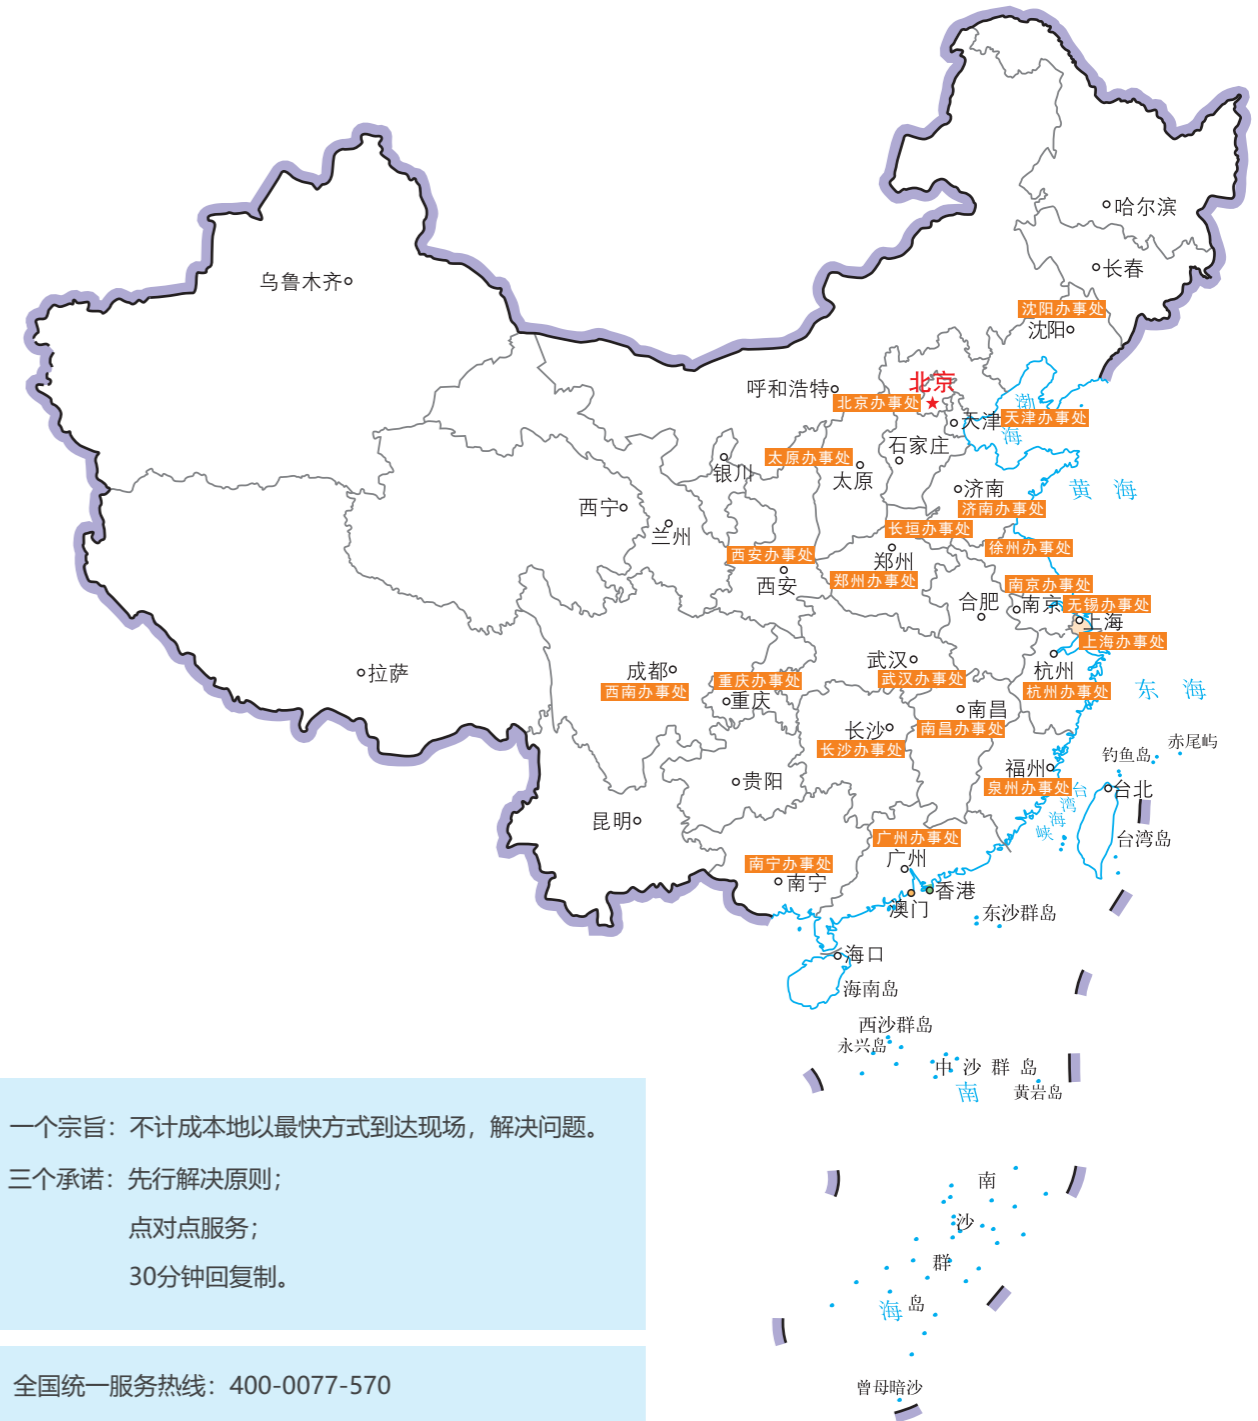 哈尔滨
长春
乌鲁木齐
沈阳办事处
沈阳
北京
呼和浩特
北京办事处
渤
海
天津
天津办事处
石家庄
太原办事处
银川
太原
济南
黄 海
西宁
济南办事处
兰州
长垣办事处
徐州办事处
西安办事处
郑州
西安
郑州办事处
南京办事处
合肥
南京
无锡办事处
上海
上海办事处
武汉
杭州
拉萨
成都
重庆办事处
武汉办事处
西南办事处
杭州办事处
东 海
重庆
南昌
长沙
南昌办事处
长沙办事处
赤尾屿
钓鱼岛
福州
贵阳
泉州办事处
台北
台
湾
海
峡
昆明
广州办事处
台湾岛
广州
南宁办事处
南宁
香港
澳门
东沙群岛
海口
海南岛
西沙群岛
永兴岛
中沙群岛
南
黄岩岛
南
沙
群
岛
海
曾母暗沙
一个宗旨：不计成本地以最快方式到达现场，解决问题。
三个承诺：先行解决原则；
点对点服务；
30分钟回复制。
全国统一服务热线：400-0077-570